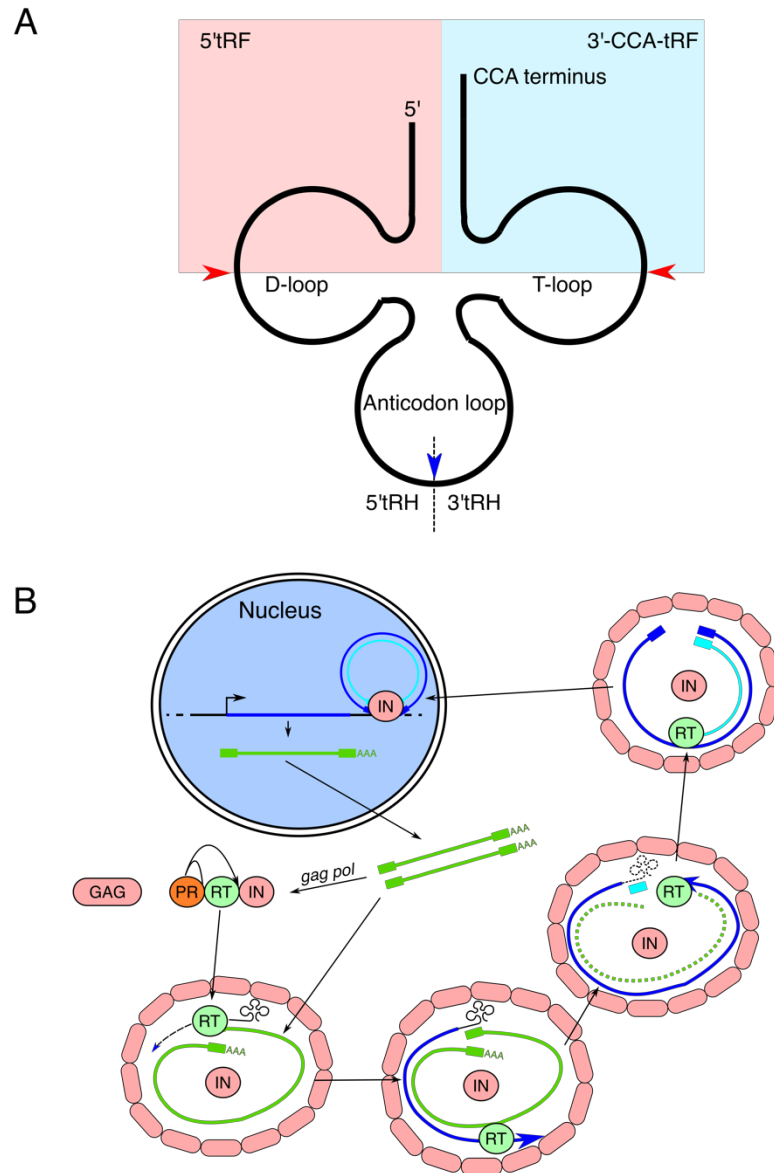 A
5'tRF 3'-CCA-tRF
CCA terminus
5'
D-loop T-loop
Anticodon loop
5'tRH 3'tRH
B
Nucleus
IN
AAA
IN
RT
AAA
AAA
gag pol
GAG PR RT IN
RT
IN
RT
AAA
IN
AAA
IN
RT